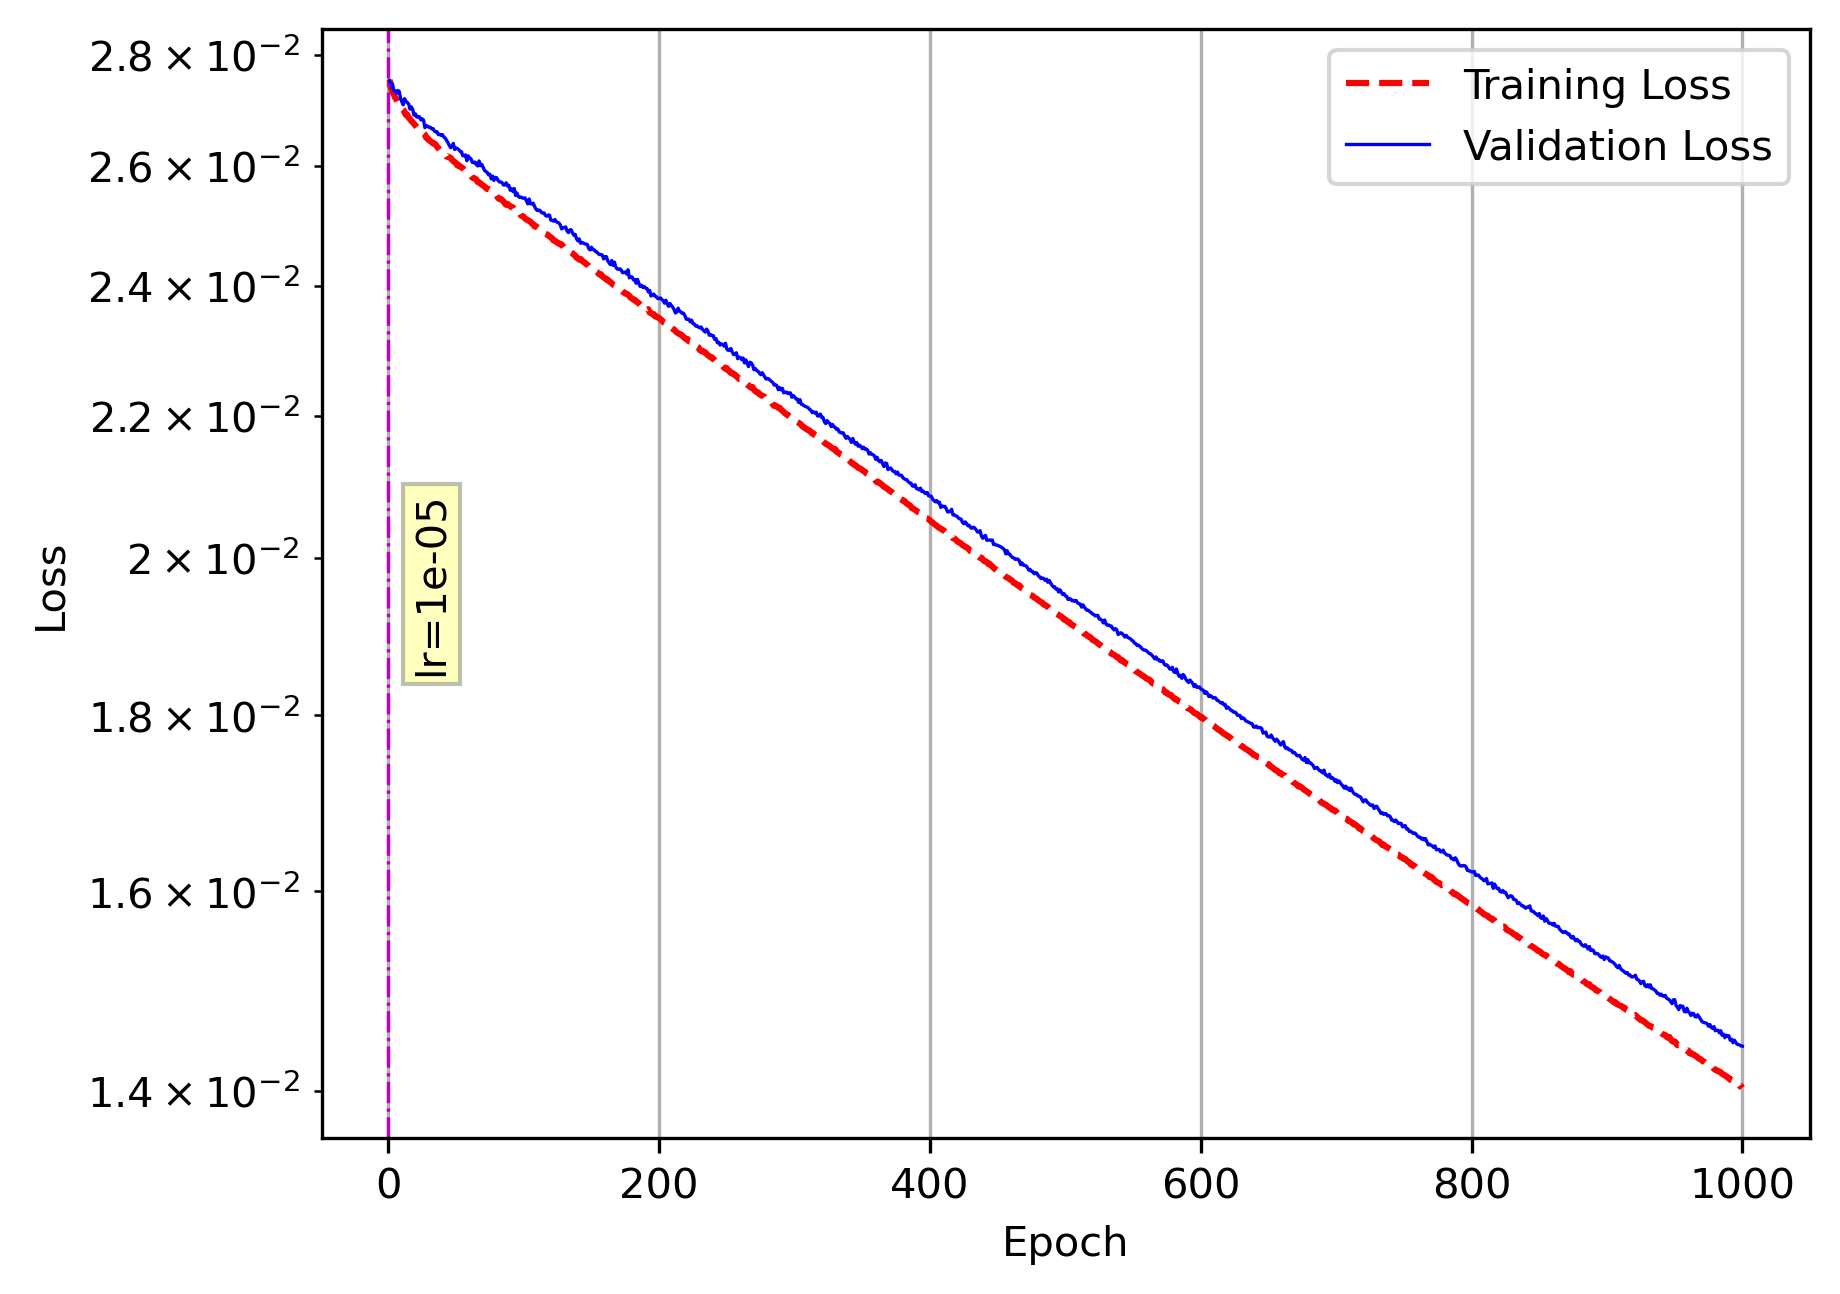 2.8 × 10⁻²
2.6 × 10⁻²
2.4 × 10⁻²
2.2 × 10⁻²
2 × 10⁻²
1.8 × 10⁻²
1.6 × 10⁻²
1.4 × 10⁻²
Loss
lr=1e-05
Training Loss
Validation Loss
0 200 400 600 800 1000
Epoch